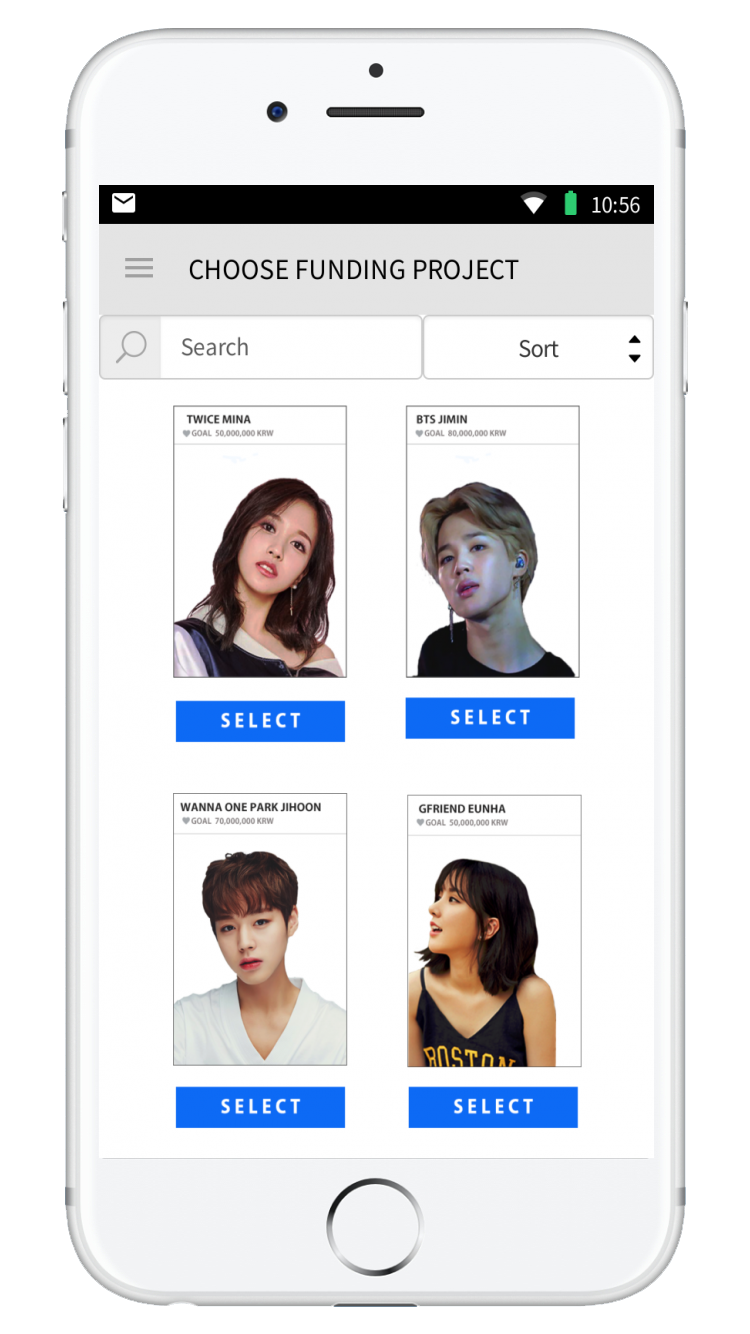 10:56
CHOOSE FUNDING PROJECT
Search
Sort
TWICE MINA
GOAL 50,000,000 KRW
BTS JIMIN
GOAL 80,000,000 KRW
SELECT
SELECT
WANNA ONE PARK JIHOON
GOAL 70,000,000 KRW
GFRIEND EUNHA
GOAL 50,000,000 KRW
BOSTON
SELECT
SELECT